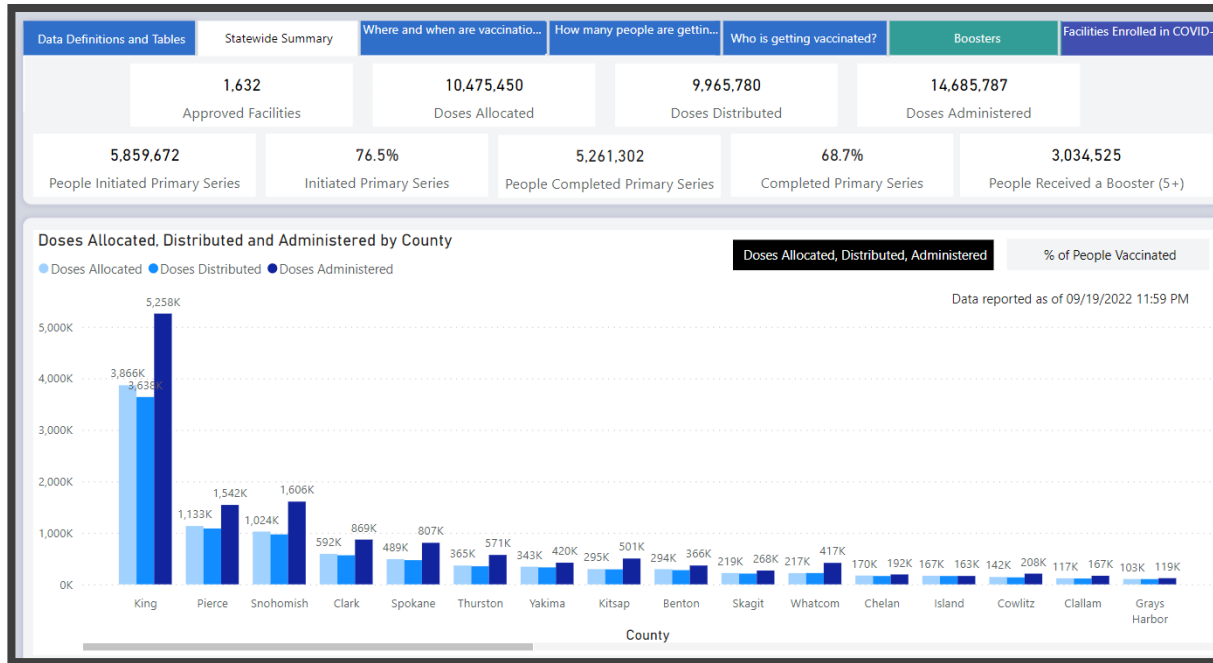 Data Definitions and Tables
Statewide Summary
Where and when are vaccinatio...
How many people are gettin...
Who is getting vaccinated?
Boosters
Facilities Enrolled in COVID-
1,632
Approved Facilities
10,475,450
Doses Allocated
9,965,780
Doses Distributed
14,685,787
Doses Administered
5,859,672
People Initiated Primary Series
76.5%
Initiated Primary Series
5,261,302
People Completed Primary Series
68.7%
Completed Primary Series
3,034,525
People Received a Booster (5+)
Doses Allocated, Distributed and Administered by County
Doses Allocated Doses Distributed Doses Administered
Doses Allocated, Distributed, Administered
% of People Vaccinated
Data reported as of 09/19/2022 11:59 PM
5,000K
4,000K
3,000K
2,000K
1,000K
0K
3,866K
3,638K
5,258K
1,133K
1,542K
1,024K
1,606K
592K
869K
489K
807K
365K
571K
343K
420K
295K
501K
294K
366K
219K
268K
217K
417K
170K
192K
167K
163K
142K
208K
117K
167K
103K
119K
King
Pierce
Snohomish
Clark
Spokane
Thurston
Yakima
Kitsap
Benton
Skagit
Whatcom
Chelan
Island
Cowlitz
Clallam
Grays
Harbor
County